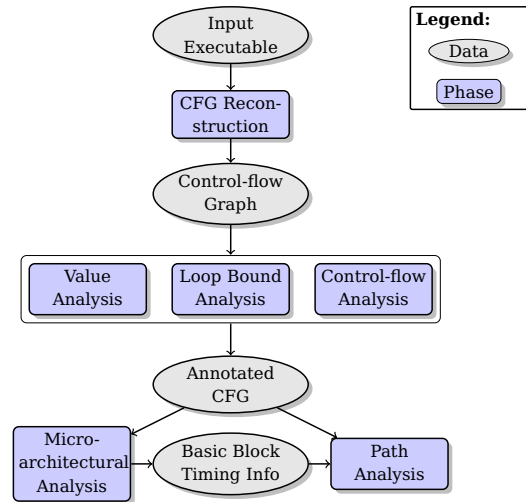 Input
Executable
Legend:
Data
Phase
CFG Recon-
struction
Control-flow
Graph
Value
Analysis
Loop Bound
Analysis
Control-flow
Analysis
Annotated
CFG
Micro-
architectural
Analysis
Basic Block
Timing Info
Path
Analysis